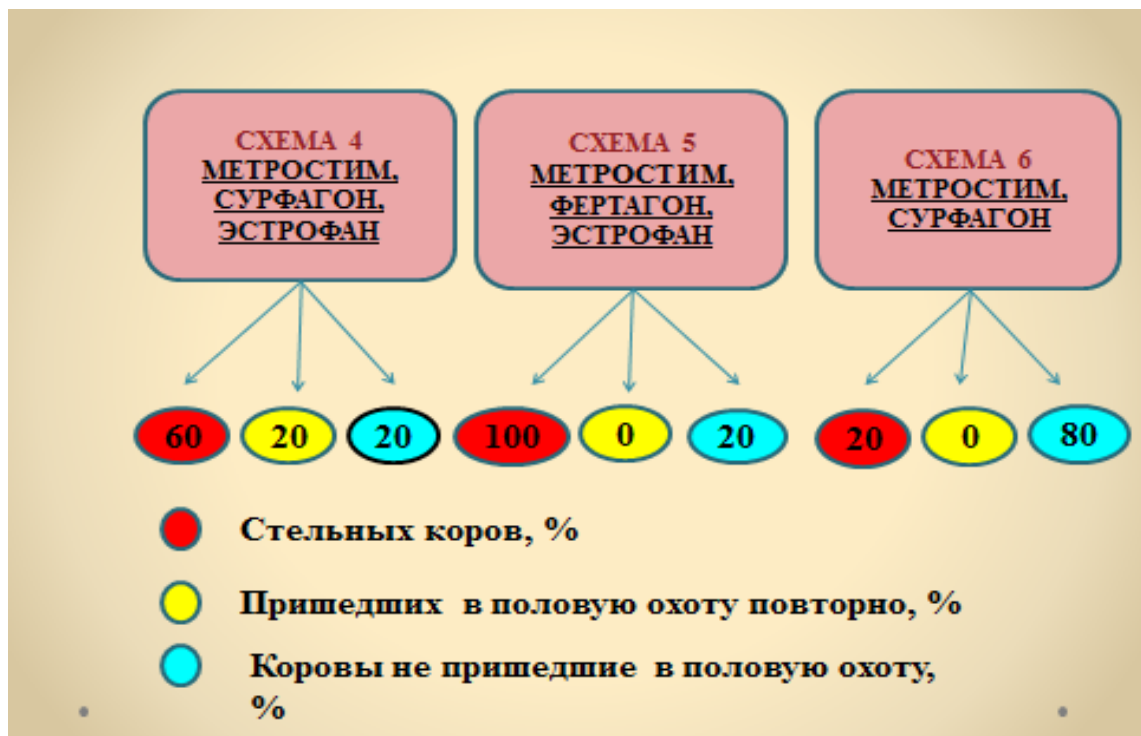 СХЕМА 4
МЕТРОСТИМ,
СУРФАГОН,
ЭСТРОФАН
СХЕМА 5
МЕТРОСТИМ,
ФЕРТАГОН,
ЭСТРОФАН
СХЕМА 6
МЕТРОСТИМ,
СУРФАГОН
60 20 20 100 0 20 20 0 80
Стельных коров, %
Пришедших в половую охоту повторно, %
Коровы не пришедшие в половую охоту,
%